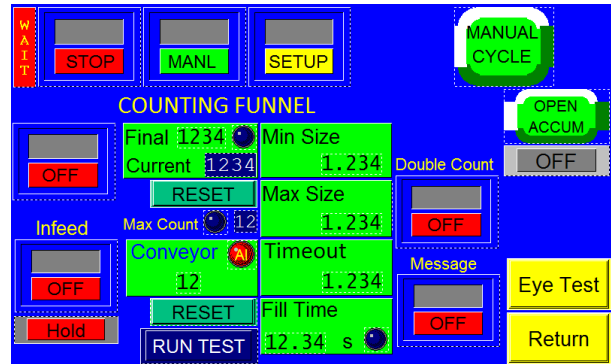 WAIT
STOP
MANL
SETUP
MANUAL
CYCLE
COUNTING FUNNEL
OPEN
ACCUM
OFF
OFF
Final 1234
Current 1234
RESET
Max Count 12
Min Size
1.234
Max Size
1.234
Double Count
OFF
Infeed
OFF
Hold
Conveyor Al
12
RESET
RUN TEST
Timeout
1.234
Fill Time
12.34 s
Message
OFF
Eye Test
Return